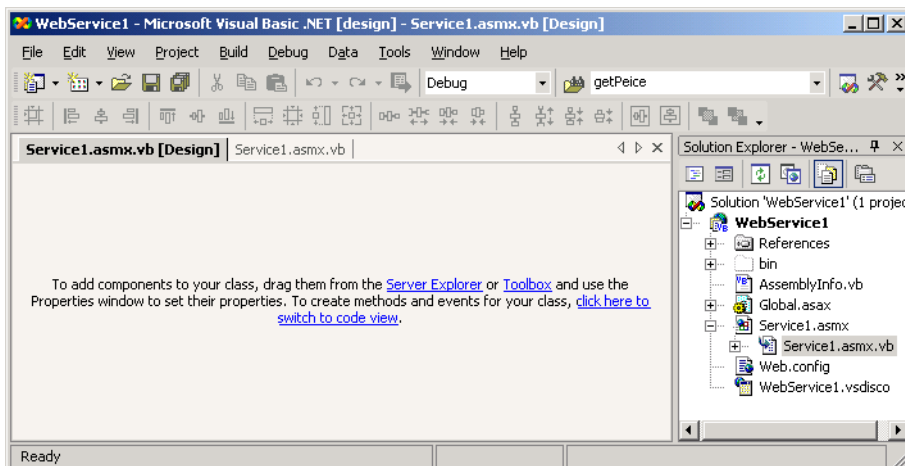 WebService1 - Microsoft Visual Basic .NET [design] - Service1.asmx.vb [Design]
File Edit View Project Build Debug Data Tools Window Help
Debug getPeice
Service1.asmx.vb [Design] Service1.asmx.vb
Solution Explorer - WebSe...
Solution 'WebService1' (1 projec
WebService1
References
bin
AssemblyInfo.vb
Global.asax
Service1.asmx
Service1.asmx.vb
Web.config
WebService1.vsdisco
To add components to your class, drag them from the Server Explorer or Toolbox and use the
Properties window to set their properties. To create methods and events for your class, click here to
switch to code view.
Ready